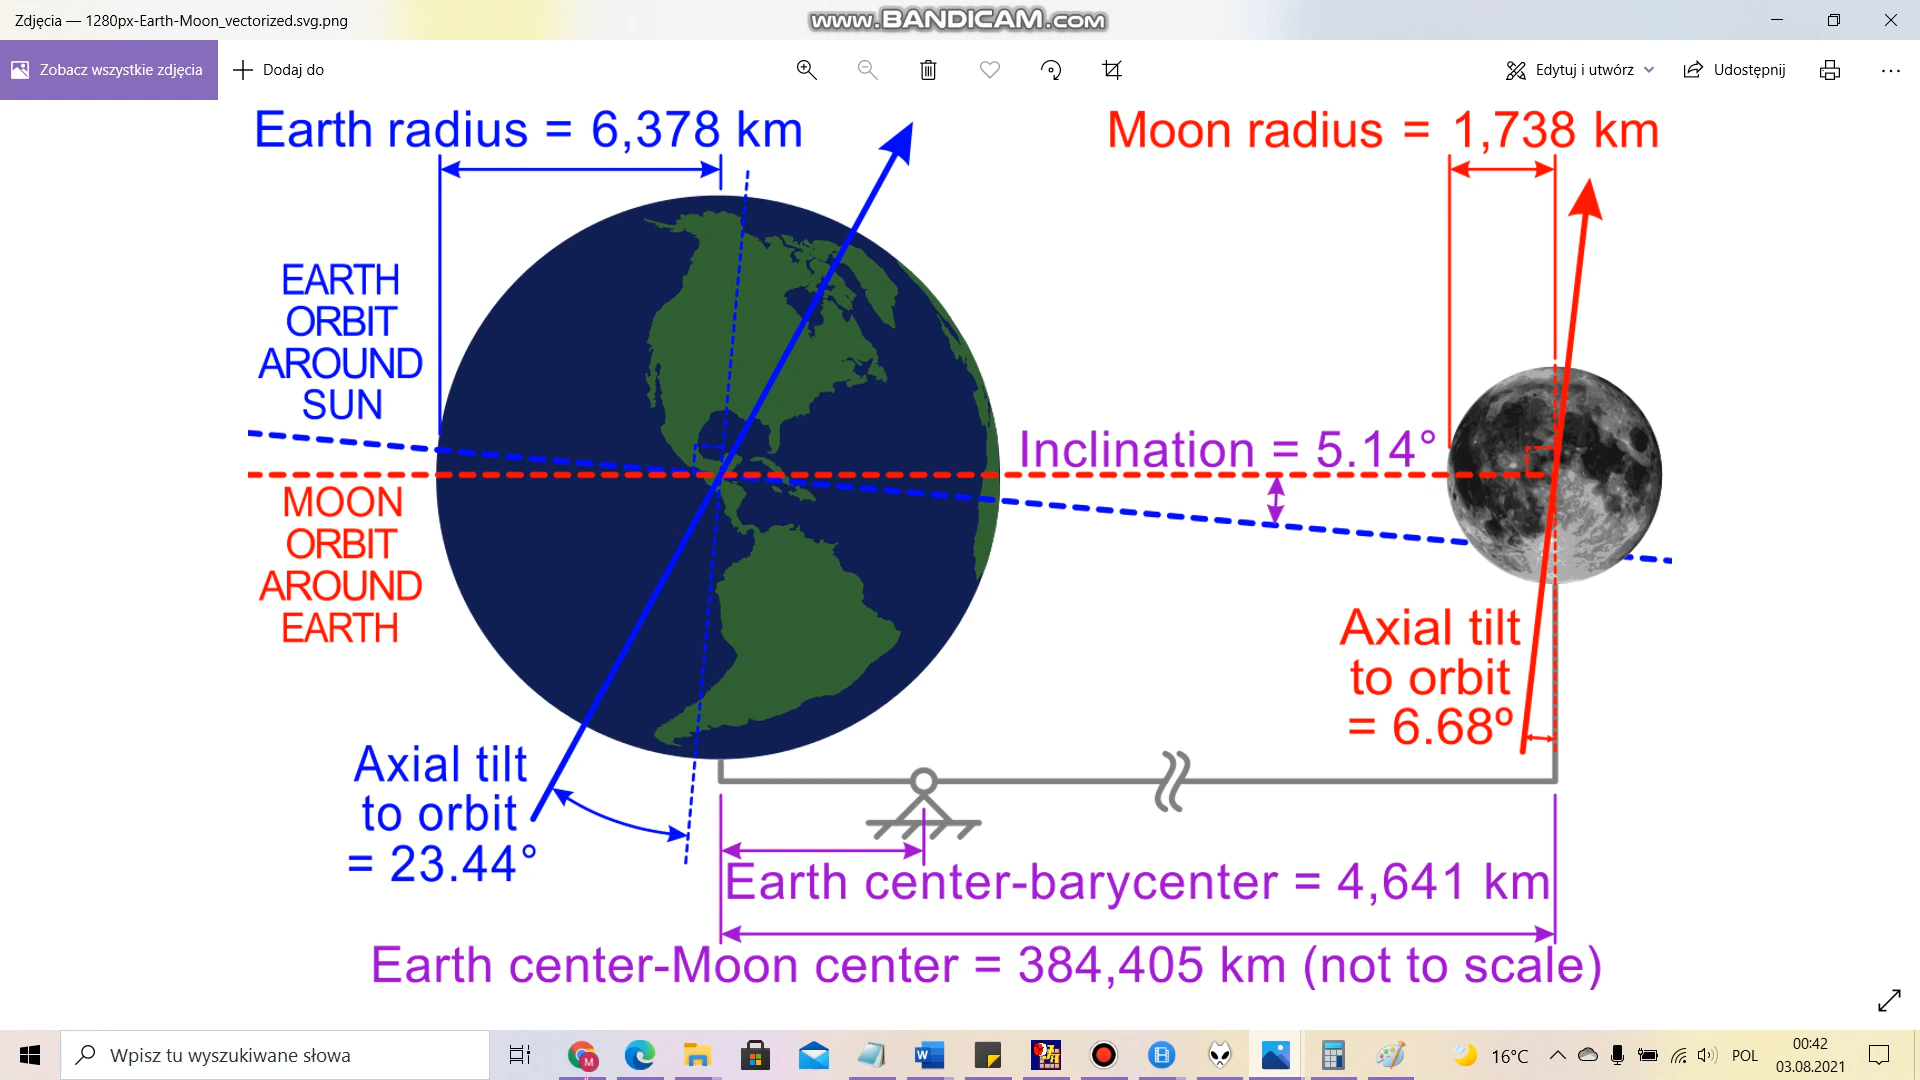 Zdjęcia — 1280px-Earth-Moon_vectorized.svg.png
www.BANDICAM.com
Zobacz wszystkie zdjęcia
Dodaj do
Edytuj i utwórz
Udostępnij
Earth radius = 6,378 km
Moon radius = 1,738 km
EARTH
ORBIT
AROUND
SUN
Inclination = 5.14°
MOON
ORBIT
AROUND
EARTH
Axial tilt
to orbit
= 6.68º
Axial tilt
to orbit
= 23.44°
Earth center-barycenter = 4,641 km
Earth center-Moon center = 384,405 km (not to scale)
Wpisz tu wyszukiwane słowa
16°C
POL
00:42
03.08.2021